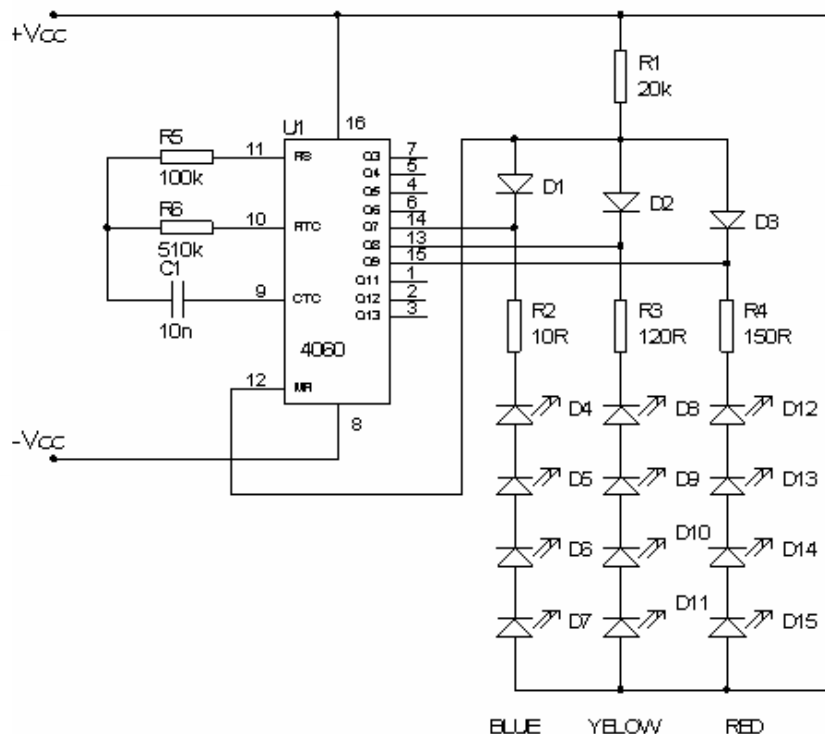 +Vcc
R1
20k
U1
16
R5
11
RS
100k
R6
10
RTC
510k
C1
9
CTC
10n
4060
12
MR
8
-Vcc
Q3
7
Q4
5
Q5
4
Q6
6
Q7
14
Q8
13
Q9
15
Q11
1
Q12
2
Q13
3
D1
D2
D3
R2
10R
R3
120R
R4
150R
D4
D8
D12
D5
D9
D13
D6
D10
D14
D7
D11
D15
BLUE
YELOW
RED